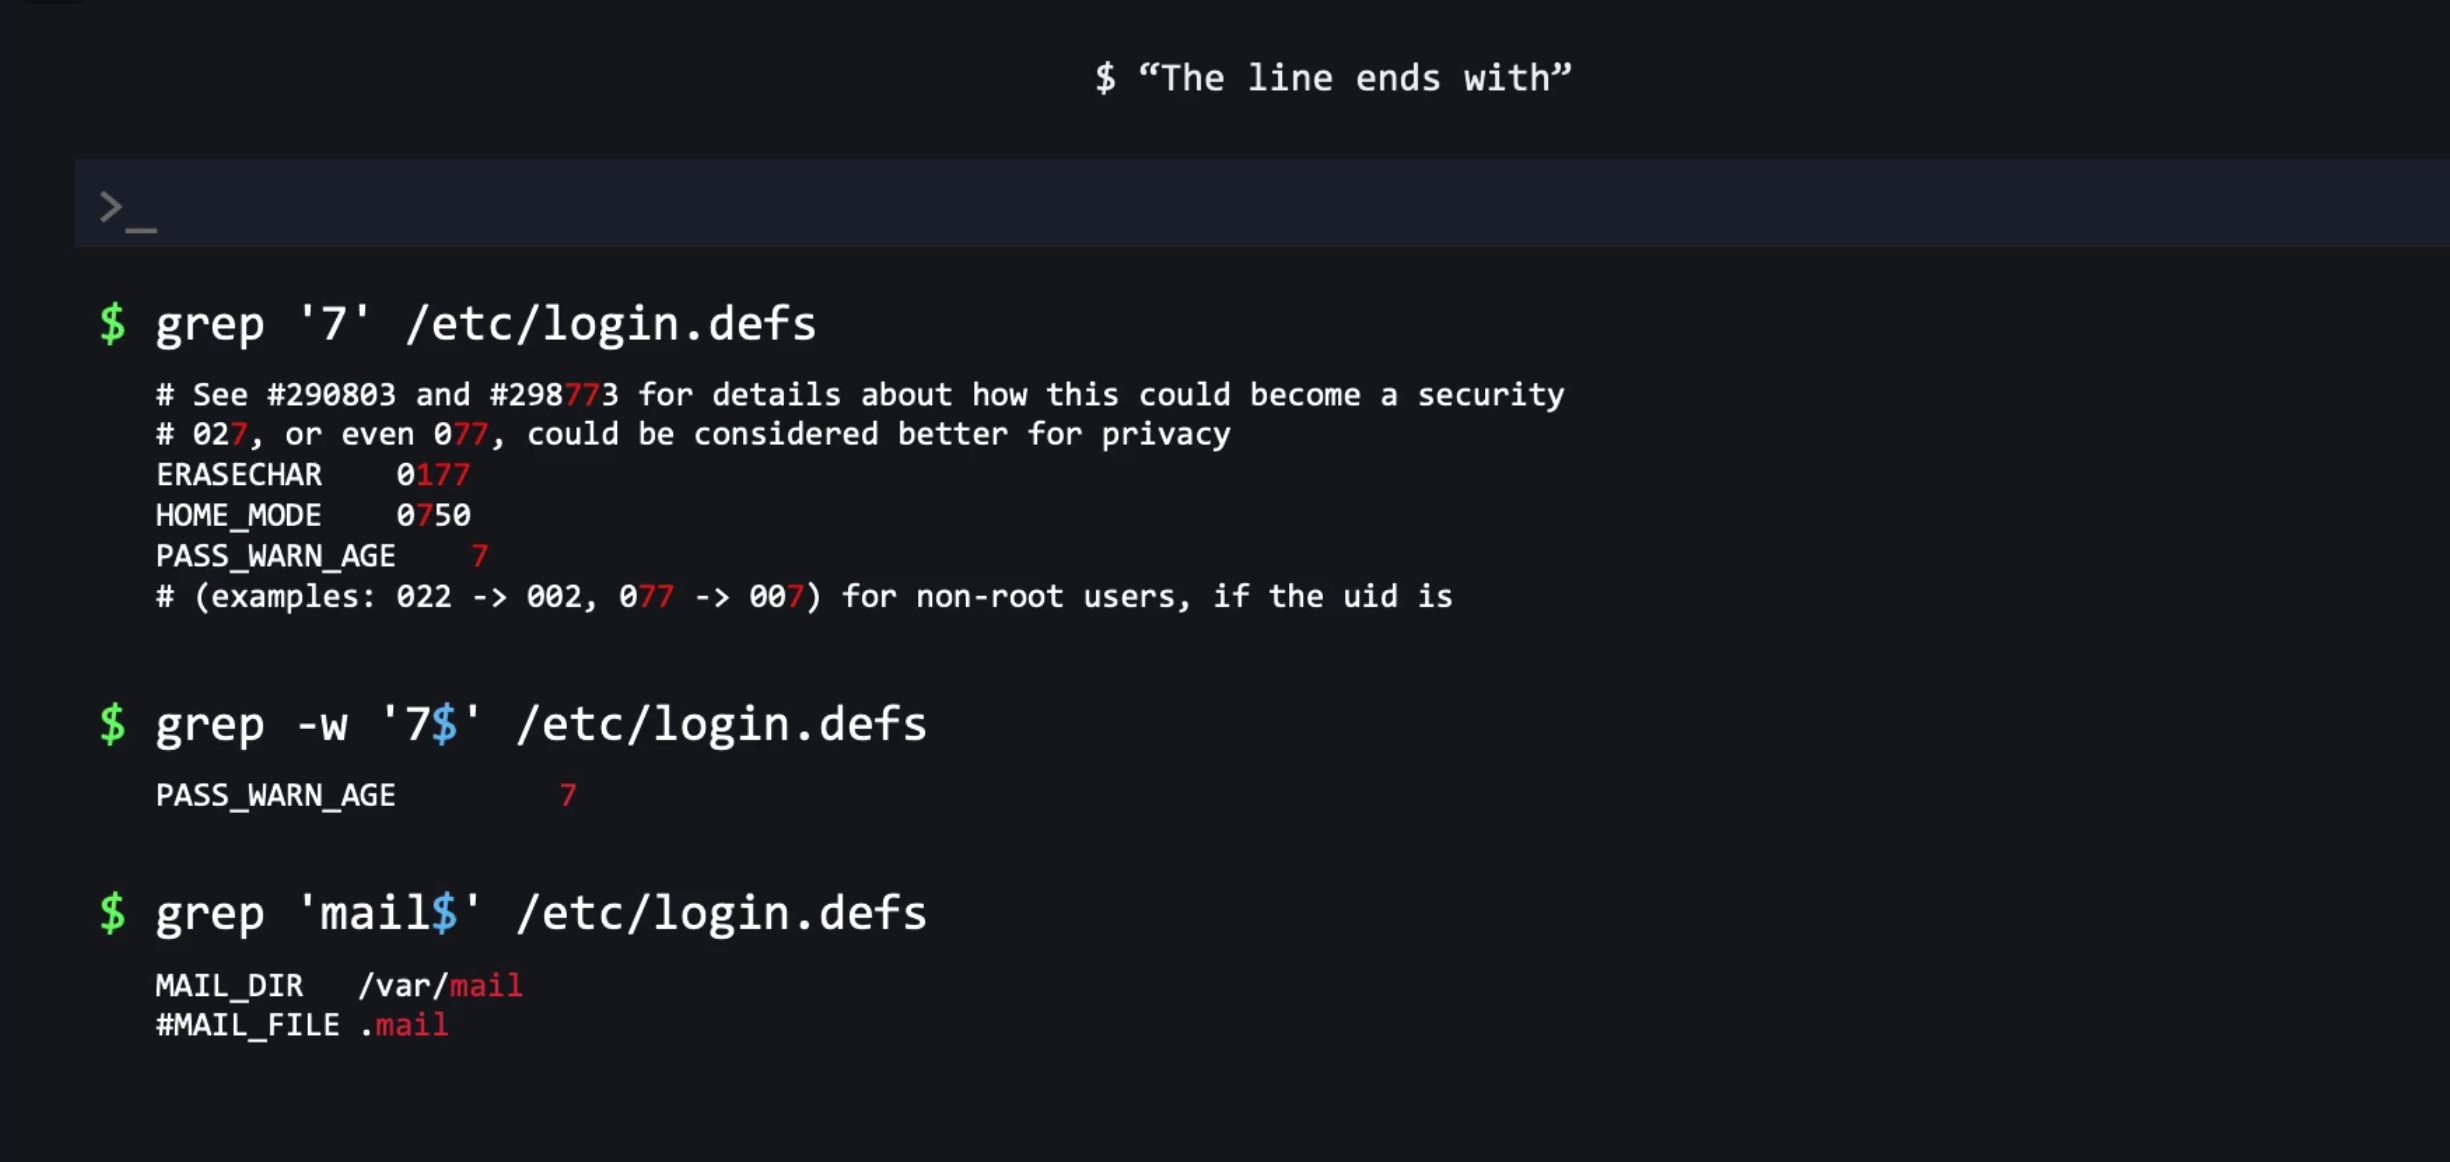 $ “The line ends with”
>_
$ grep '7' /etc/login.defs
# See #290803 and #298773 for details about how this could become a security
# 027, or even 077, could be considered better for privacy
ERASECHAR    0177
HOME_MODE    0750
PASS_WARN_AGE    7
# (examples: 022 -> 002, 077 -> 007) for non-root users, if the uid is
$ grep -w '7$' /etc/login.defs
PASS_WARN_AGE         7
$ grep 'mail$' /etc/login.defs
MAIL_DIR   /var/mail
#MAIL_FILE .mail